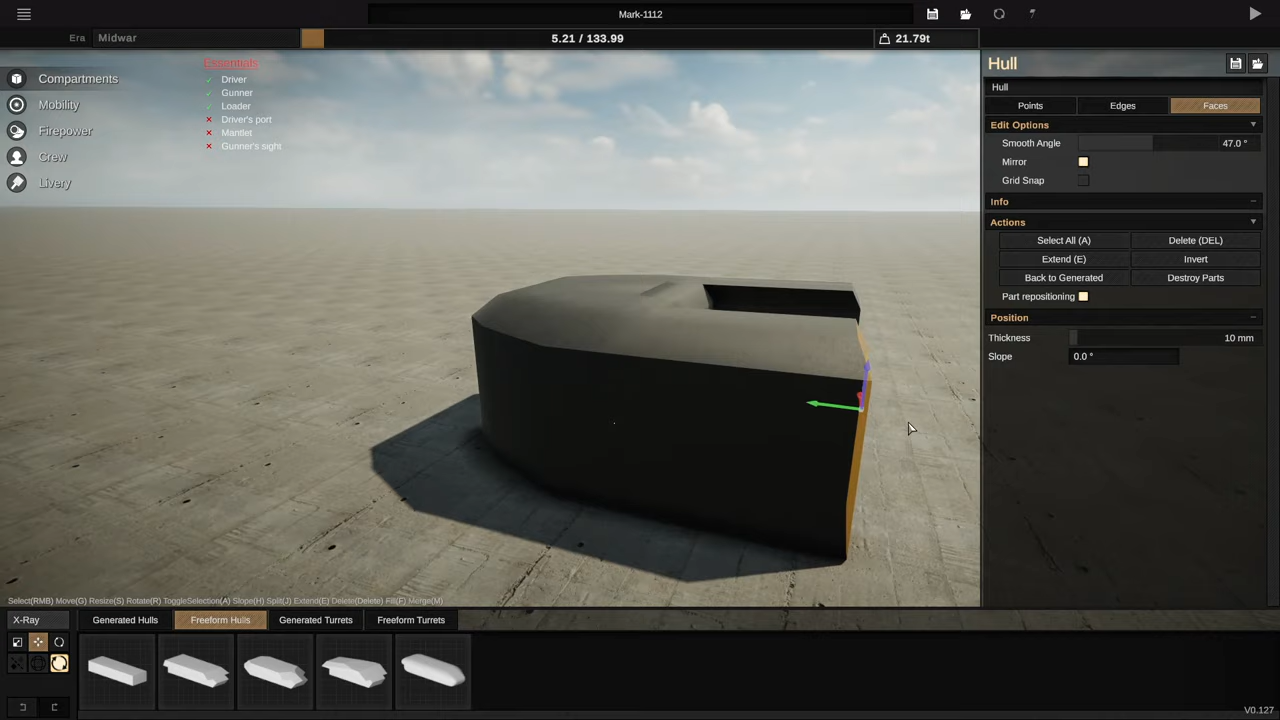 Mark-1112
Era
Midwar
5.21 / 133.99
21.79t
Compartments
Mobility
Firepower
Crew
Livery
Essentials
Driver
Gunner
Loader
Driver's port
Mantlet
Gunner's sight
Hull
Hull
Points
Edges
Faces
Edit Options
Smooth Angle
47.0 °
Mirror
Grid Snap
Info
Actions
Select All (A)
Delete (DEL)
Extend (E)
Invert
Back to Generated
Destroy Parts
Part repositioning
Position
Thickness
10 mm
Slope
0.0 °
Select(RMB) Move(G) Resize(S) Rotate(R) ToggleSelection(A) Slope(H) Split(J) Extend(E) Delete(Delete) Fill(F) Merge(M)
X-Ray
Generated Hulls
Freeform Hulls
Generated Turrets
Freeform Turrets
V0.127